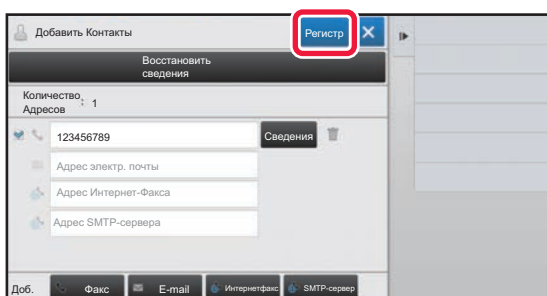 Добавить Контакты
Регистр
Восстановить
сведения
Количество
Адресов : 1
123456789
Сведения
Адрес электр. почты
Адрес Интернет-Факса
Адрес SMTP-сервера
Доб.
Факс
E-mail
Интернетфакс
SMTP-сервер